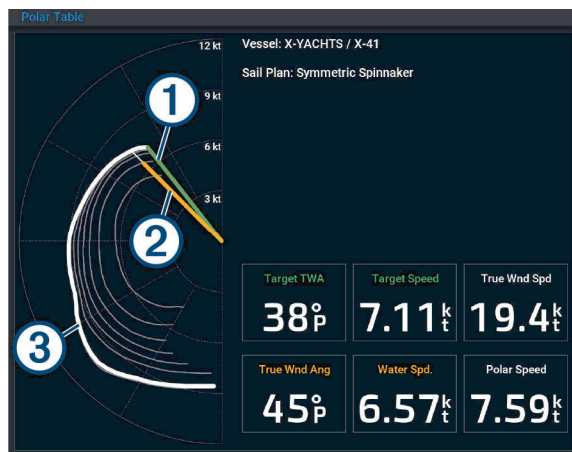 Polar Table
12 kt
9 kt
6 kt
3 kt
1
2
3
Vessel: X-YACHTS / X-41
Sail Plan: Symmetric Spinnaker
Target TWA
38°P
Target Speed
7.11kt
True Wnd Spd
19.4kt
True Wnd Ang
45°P
Water Spd.
6.57kt
Polar Speed
7.59kt